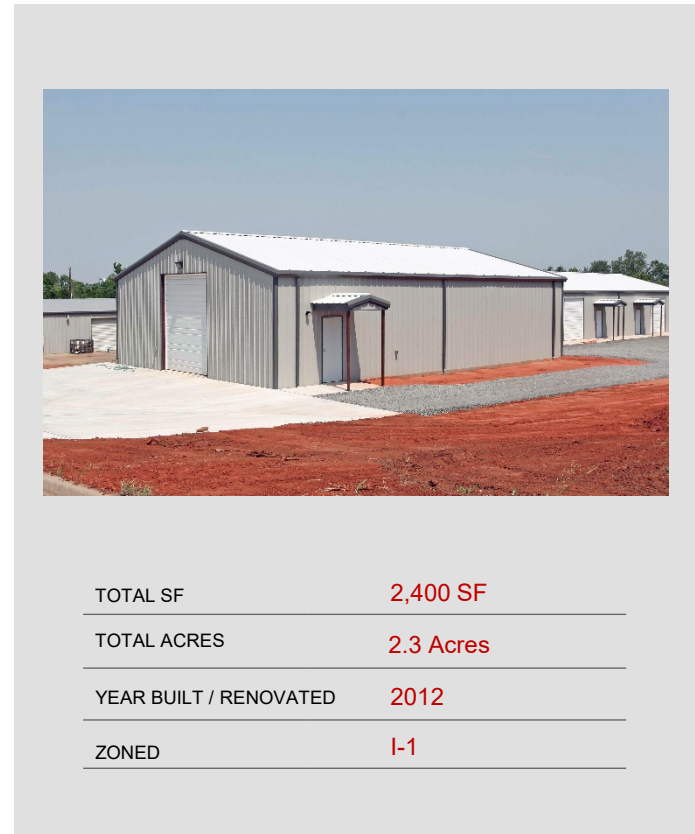 TOTAL SF 2,400 SF
TOTAL ACRES 2.3 Acres
YEAR BUILT / RENOVATED 2012
ZONED I-1